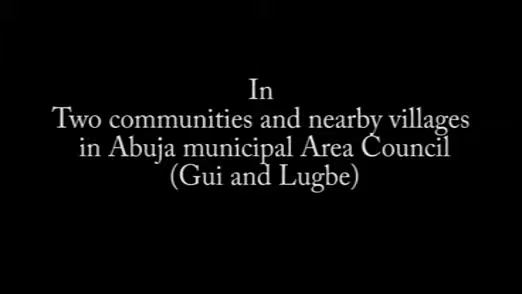 In
Two communities and nearby villages
in Abuja municipal Area Council
(Gui and Lugbe)